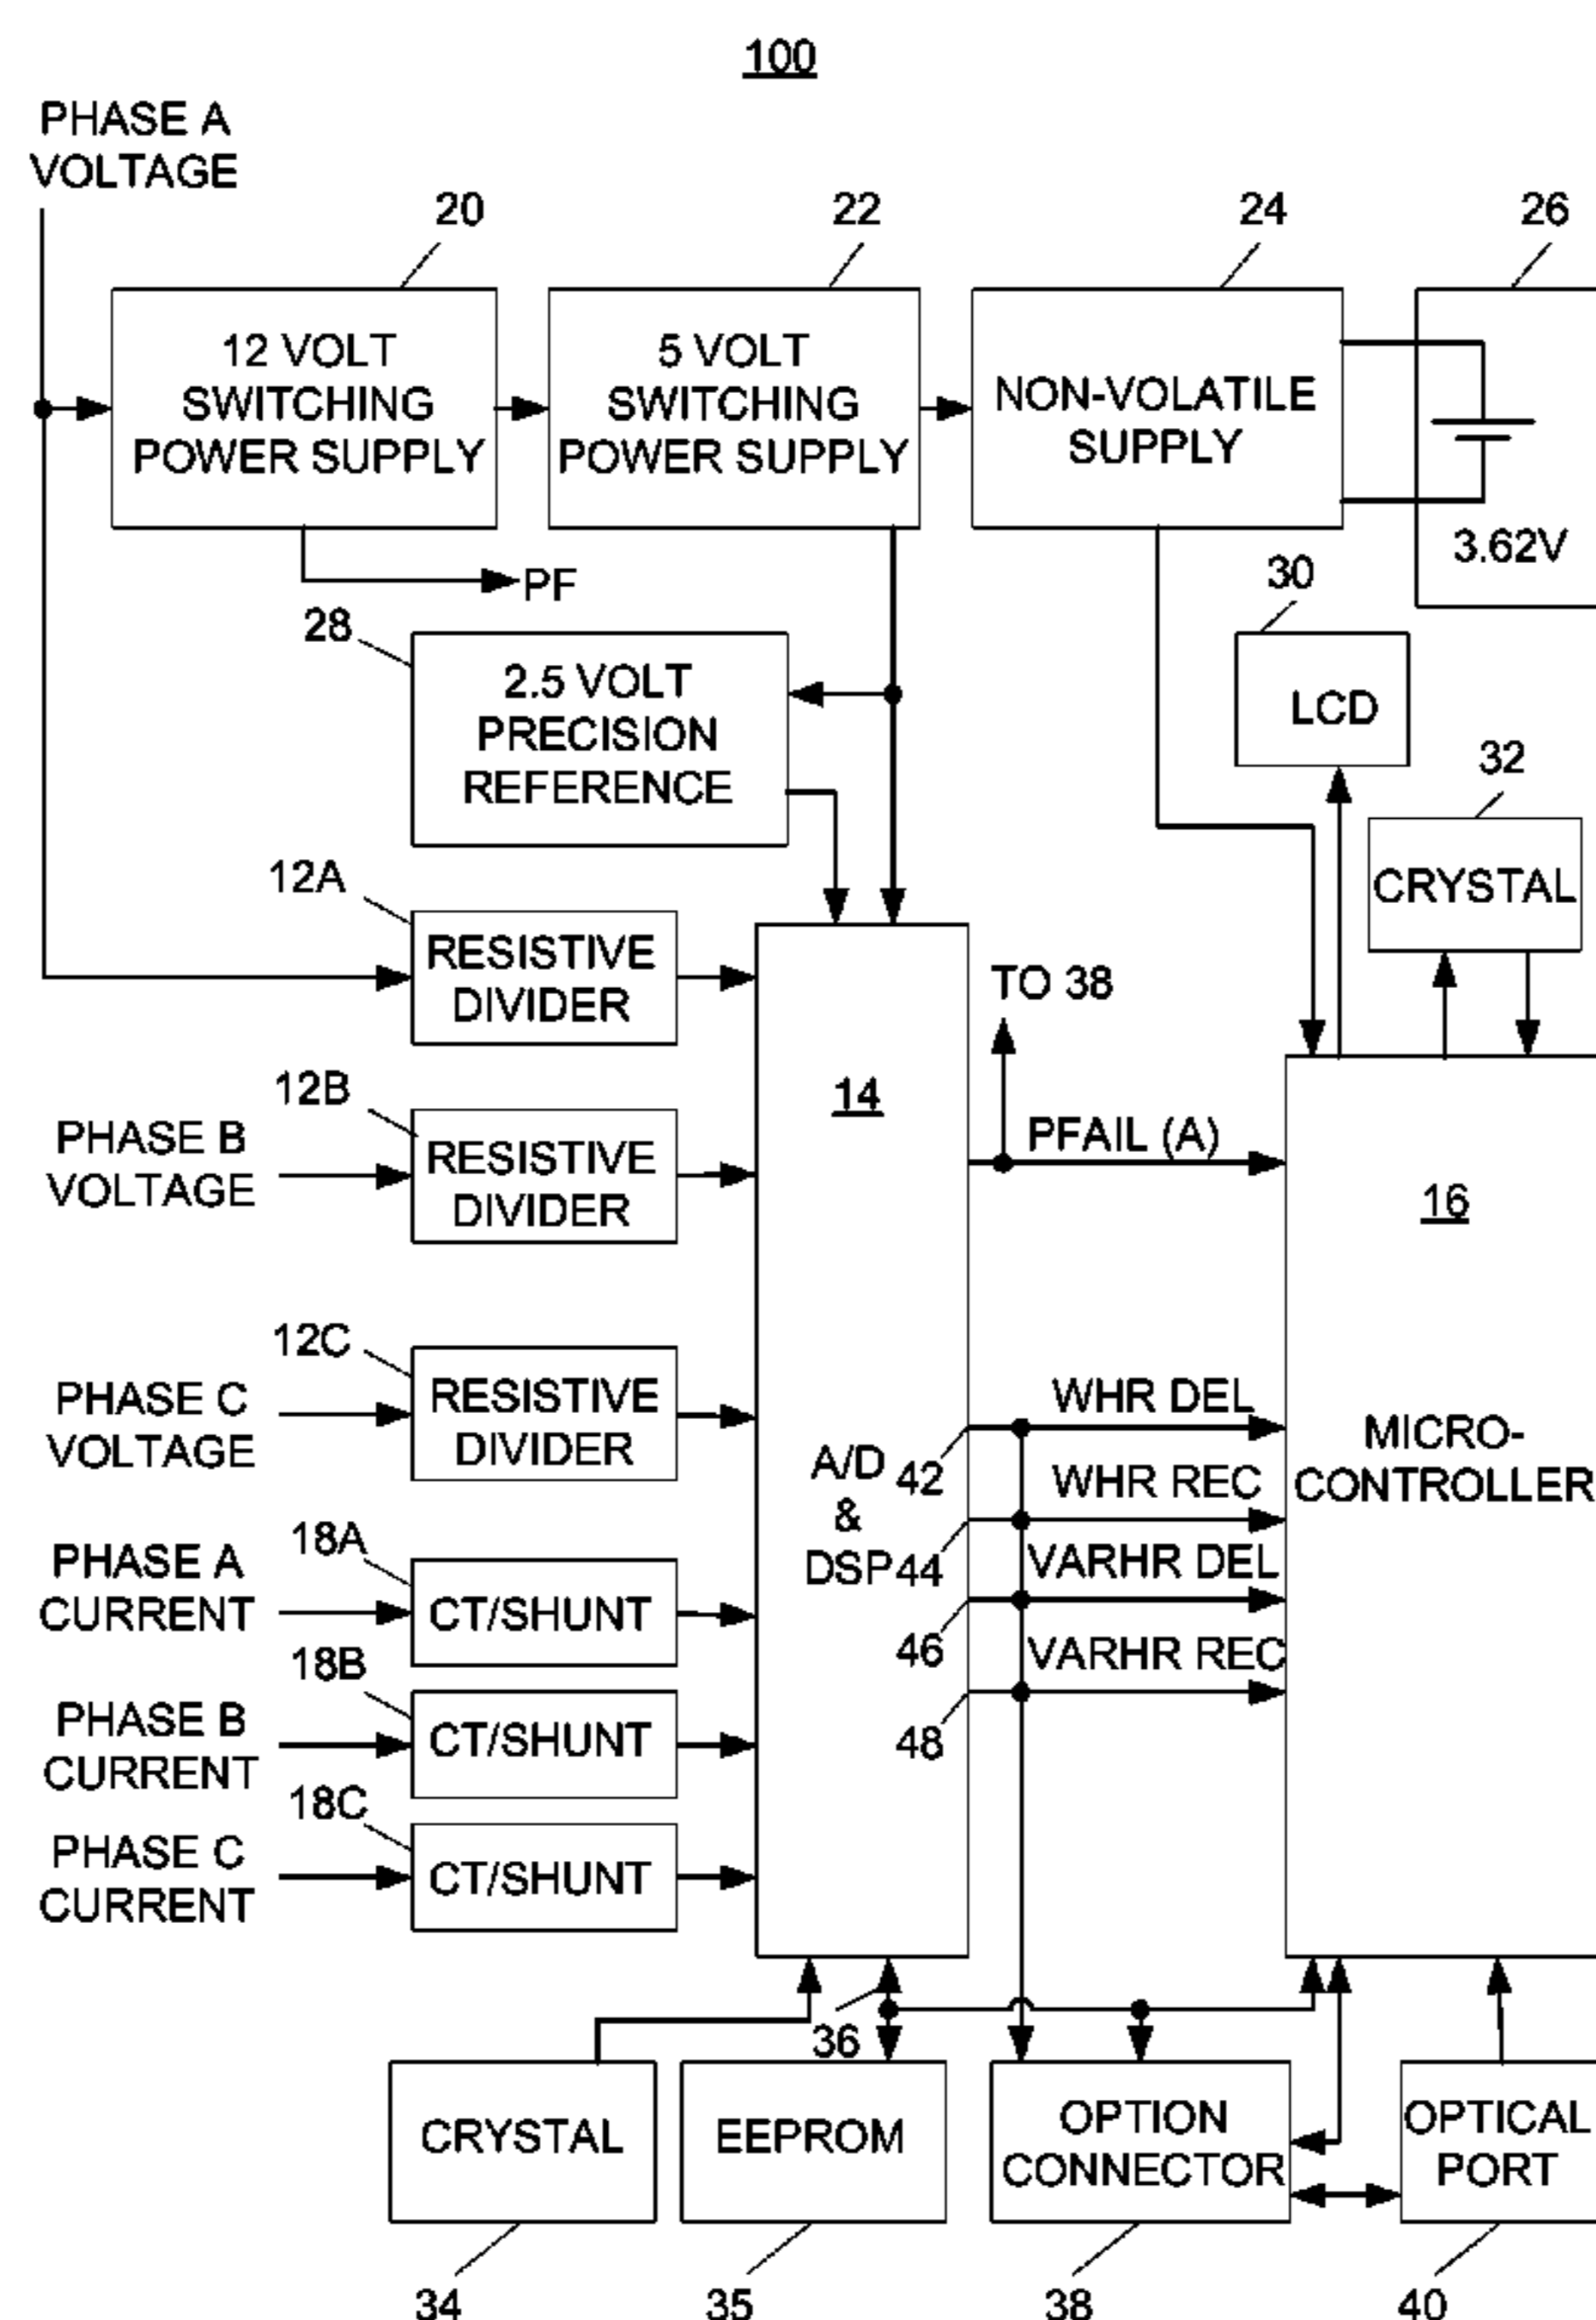 100
PHASE A
VOLTAGE
20
22
24
26
12 VOLT
SWITCHING
POWER SUPPLY
5 VOLT
SWITCHING
POWER SUPPLY
NON-VOLATILE
SUPPLY
3.62V
PF
28
2.5 VOLT
PRECISION
REFERENCE
30
LCD
32
CRYSTAL
12A
RESISTIVE
DIVIDER
TO 38
12B
PHASE B
VOLTAGE
RESISTIVE
DIVIDER
14
PFAIL (A)
16
12C
PHASE C
VOLTAGE
RESISTIVE
DIVIDER
A/D
&
DSP
42
WHR DEL
44
WHR REC
46
VARHR DEL
48
VARHR REC
MICRO-
CONTROLLER
18A
PHASE A
CURRENT
CT/SHUNT
18B
PHASE B
CURRENT
CT/SHUNT
18C
PHASE C
CURRENT
CT/SHUNT
36
CRYSTAL
EEPROM
OPTION
CONNECTOR
OPTICAL
PORT
34
35
38
40